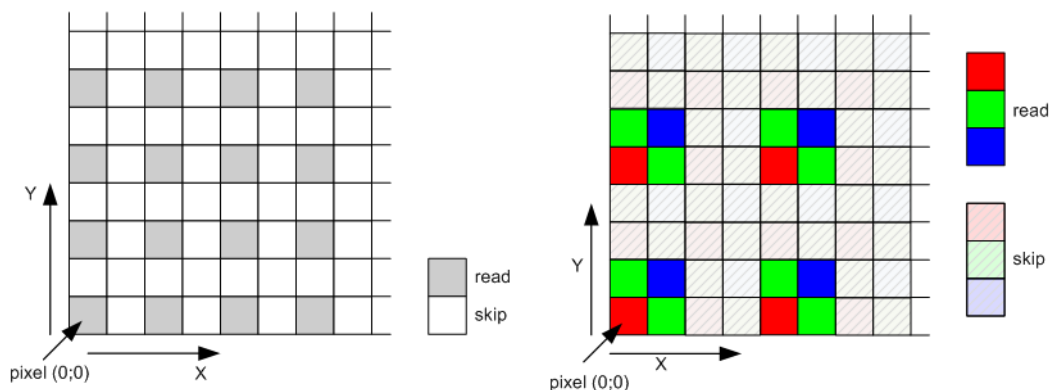 Y
read
skip
pixel (0;0)
X
read
skip
Y
X
pixel (0;0)